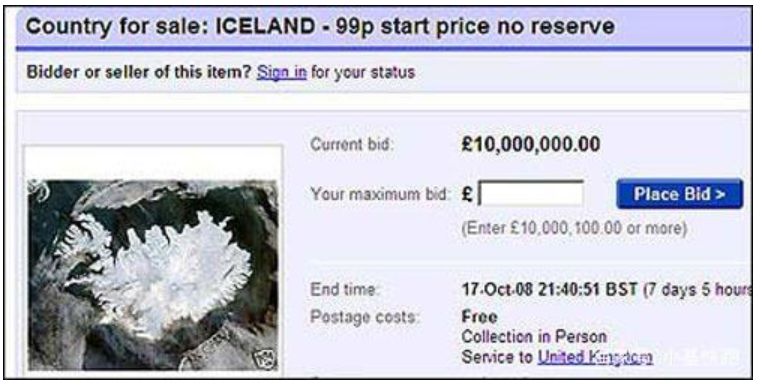 Country for sale: ICELAND - 99p start price no reserve
Bidder or seller of this item? Sign in for your status
Current bid: £10,000,000.00
Your maximum bid: £ Place Bid >
(Enter £10,000,100.00 or more)
End time: 17-Oct-08 21:40:51 BST (7 days 5 hours
Postage costs: Free
Collection in Person
Service to United Kingdom